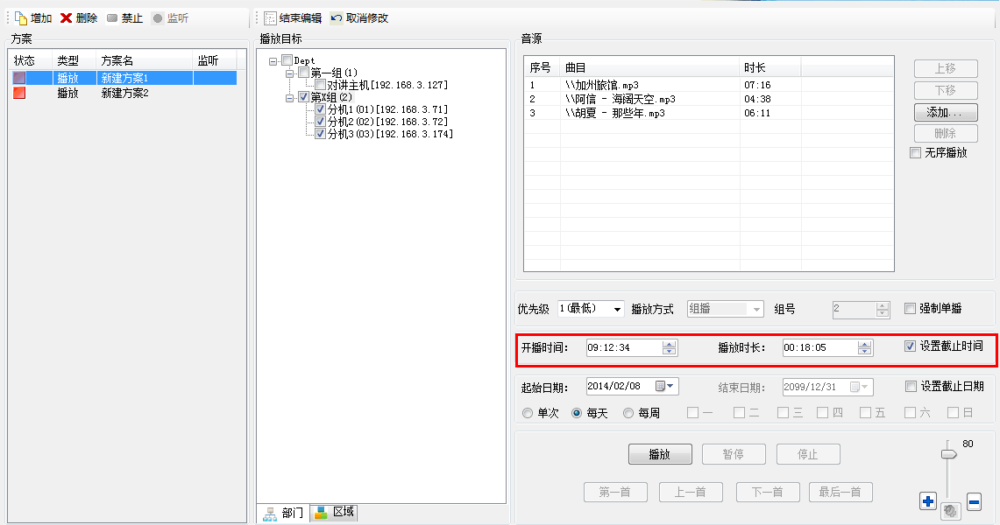 增加 删除 禁止 监听
方案
状态 类型 方案名 监听
播放 新建方案1
播放 新建方案2
结束编辑 取消修改
播放目标
Dept
第一组(1)
对讲主机[192.168.3.127]
第X组(2)
分机1(01)[192.168.3.71]
分机2(02)[192.168.3.72]
分机3(03)[192.168.3.174]
部门 区域
音源
序号 曲目 时长
1 \\加州旅馆.mp3 07:16
2 \\阿信 - 海阔天空.mp3 04:38
3 \\胡夏 - 那些年.mp3 06:11
上移
下移
添加...
删除
无序播放
优先级 1(最低) 播放方式 组播 组号 2 强制单播
开播时间: 09:12:34 播放时长: 00:18:05 设置截止时间
起始日期: 2014/02/08 结束日期: 2099/12/31 设置截止日期
单次 每天 每周 一 二 三 四 五 六 日
播放 暂停 停止
第一首 上一首 下一首 最后一首
80